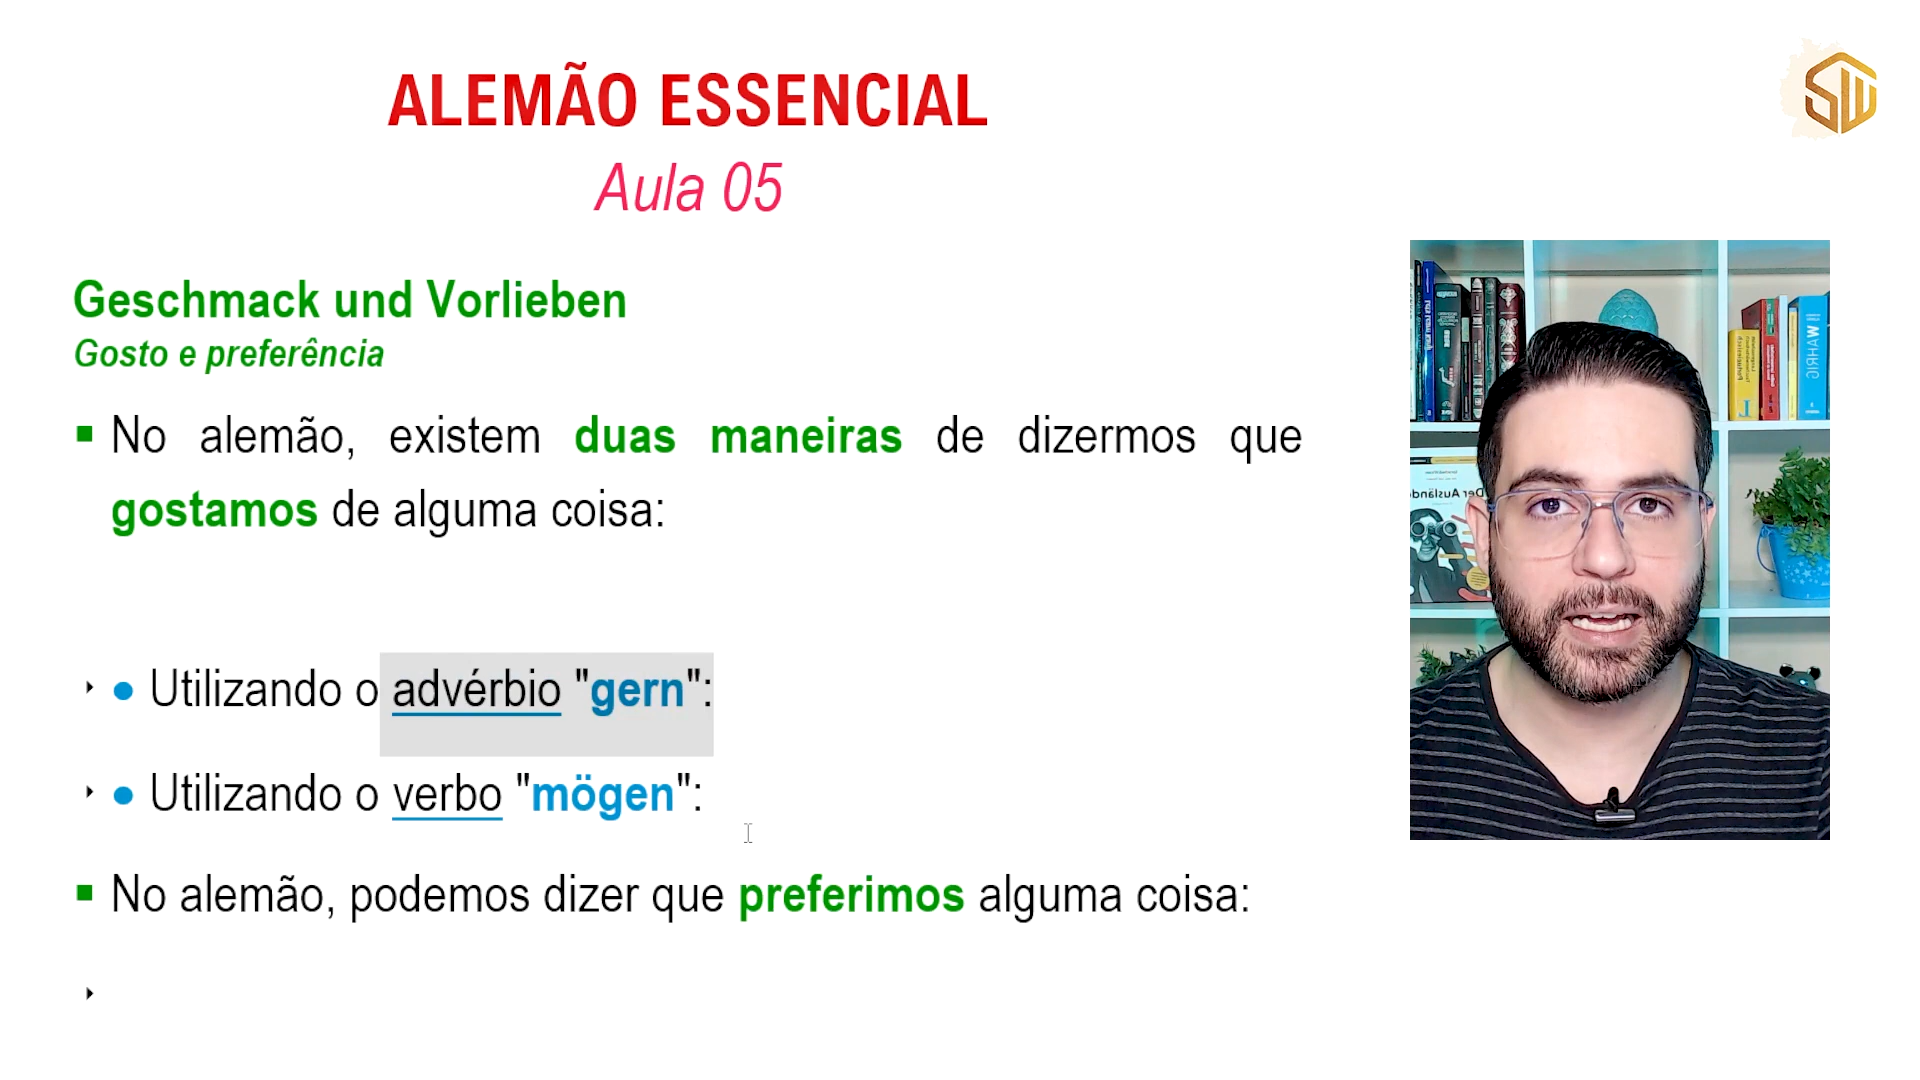 ALEMÃO ESSENCIAL
Aula 05
Geschmack und Vorlieben
Gosto e preferência
No alemão, existem duas maneiras de dizermos que
gostamos de alguma coisa:
Utilizando o advérbio "gern":
Utilizando o verbo "mögen":
No alemão, podemos dizer que preferimos alguma coisa:
WAHRIG